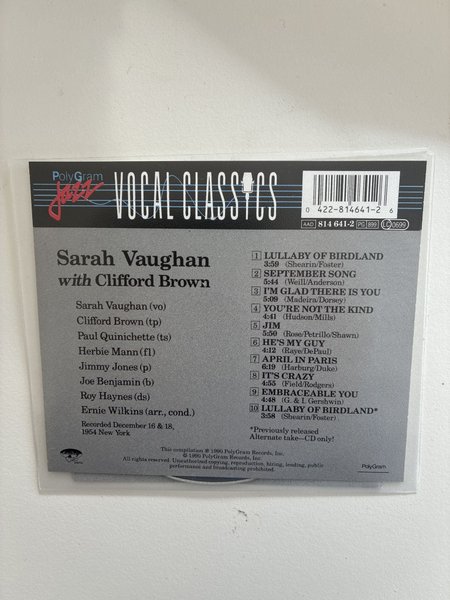 PolyGram
Jazz
VOCAL CLASSICS
0 422-814641-2 6
AAD 814 641-2 PG 899 LC 0699
Sarah Vaughan
with Clifford Brown
Sarah Vaughan (vo)
Clifford Brown (tp)
Paul Quinichette (ts)
Herbie Mann (fl)
Jimmy Jones (p)
Joe Benjamin (b)
Roy Haynes (ds)
Ernie Wilkins (arr., cond.)
Recorded December 16 & 18,
1954 New York
1 LULLABY OF BIRDLAND
3:59 (Shearin/Foster)
2 SEPTEMBER SONG
5:44 (Weill/Anderson)
3 I'M GLAD THERE IS YOU
5:09 (Madeira/Dorsey)
4 YOU'RE NOT THE KIND
4:41 (Hudson/Mills)
5 JIM
5:50 (Rose/Petrillo/Shawn)
6 HE'S MY GUY
4:12 (Raye/DePaul)
7 APRIL IN PARIS
6:19 (Harburg/Duke)
8 IT'S CRAZY
4:55 (Field/Rodgers)
9 EMBRACEABLE YOU
4:48 (G. & I. Gershwin)
10 LULLABY OF BIRDLAND*
3:58 (Shearin/Foster)
*Previously released
Alternate take—CD only!
This compilation ℗ 1990 PolyGram Records, Inc.
© 1990 PolyGram Records, Inc.
All rights reserved. Unauthorized copying, reproduction, hiring, lending, public
performance and broadcasting prohibited.
PolyGram